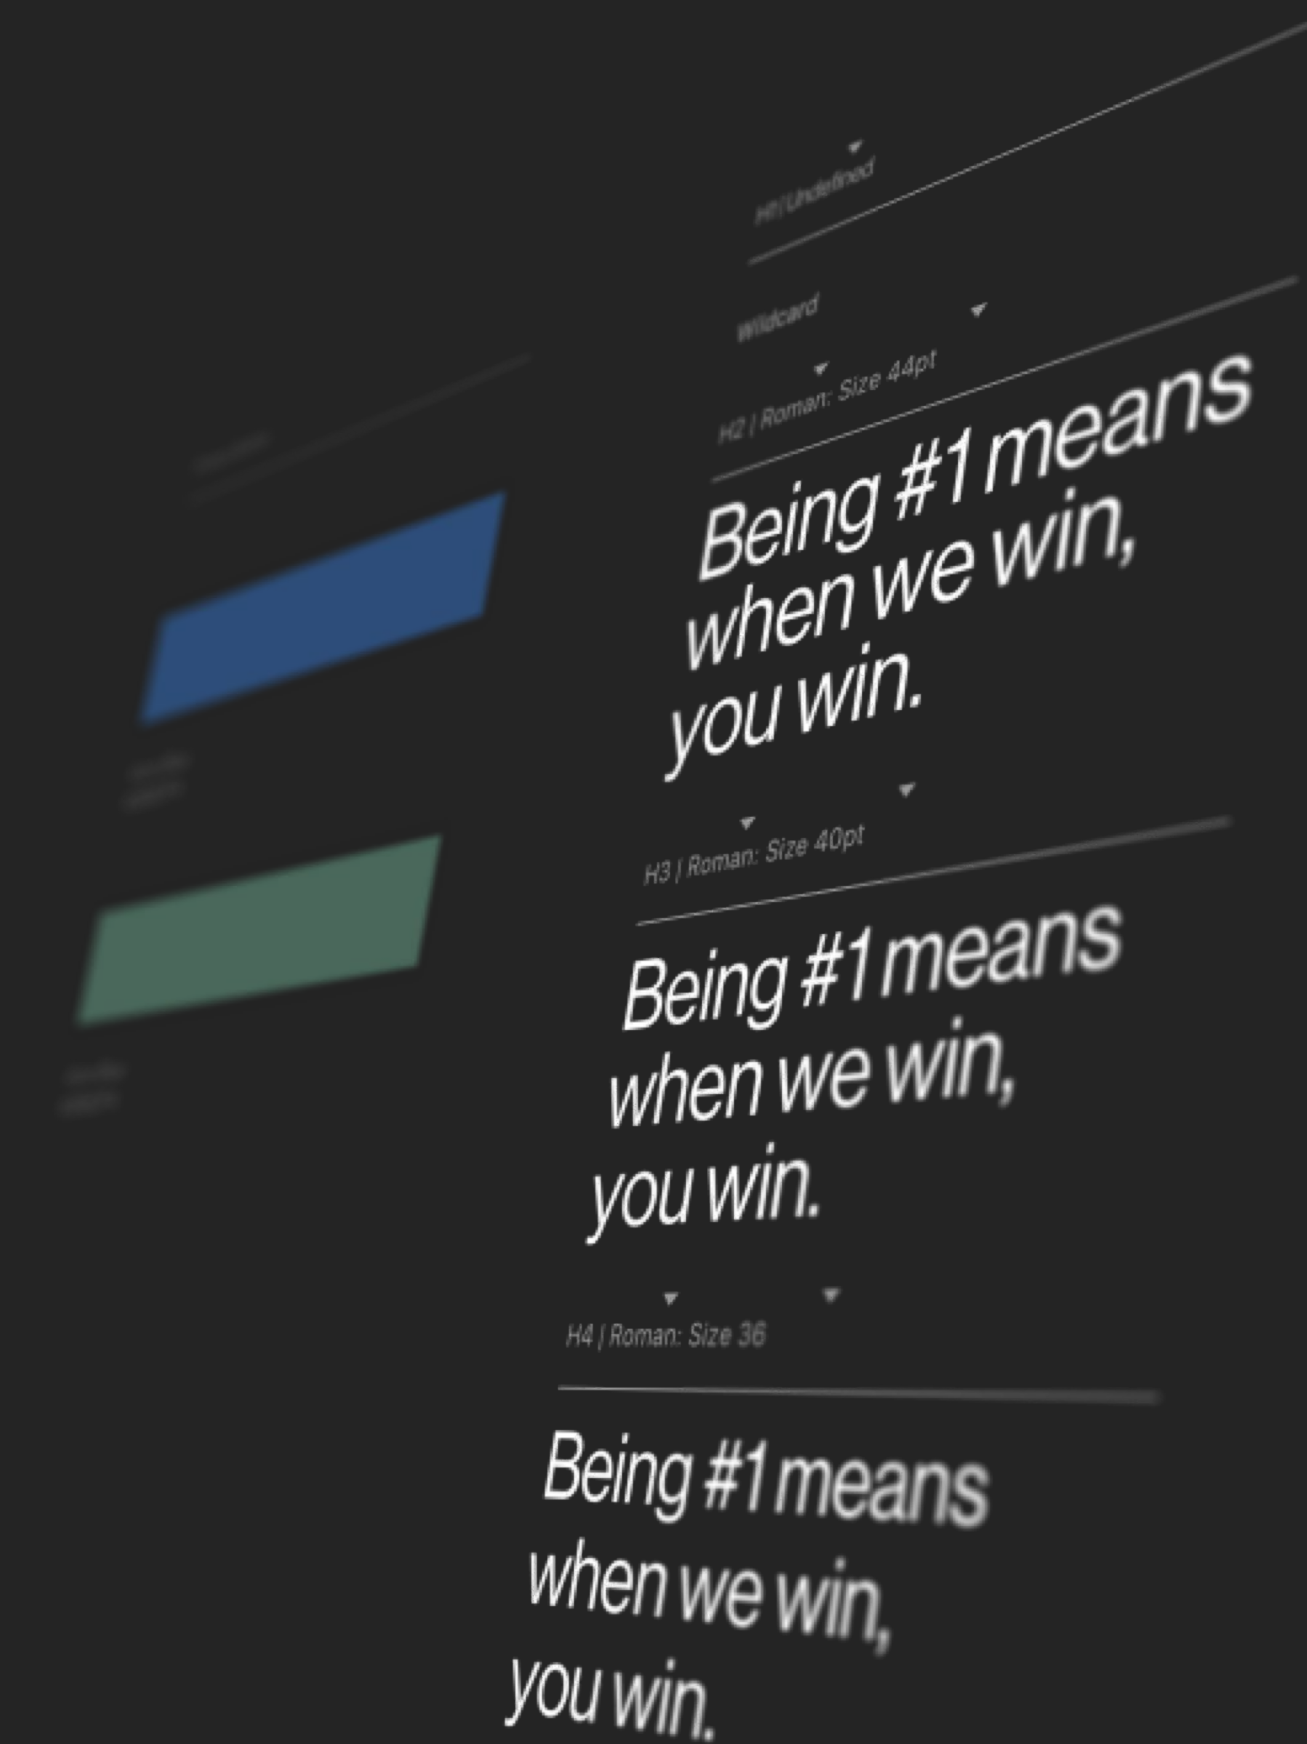 H1 | Undefined
Wildcard
H2 | Roman: Size 44pt
Being #1 means
when we win,
you win.
H3 | Roman: Size 40pt
Being #1 means
when we win,
you win.
H4 | Roman: Size 36
Being #1 means
when we win,
you win.